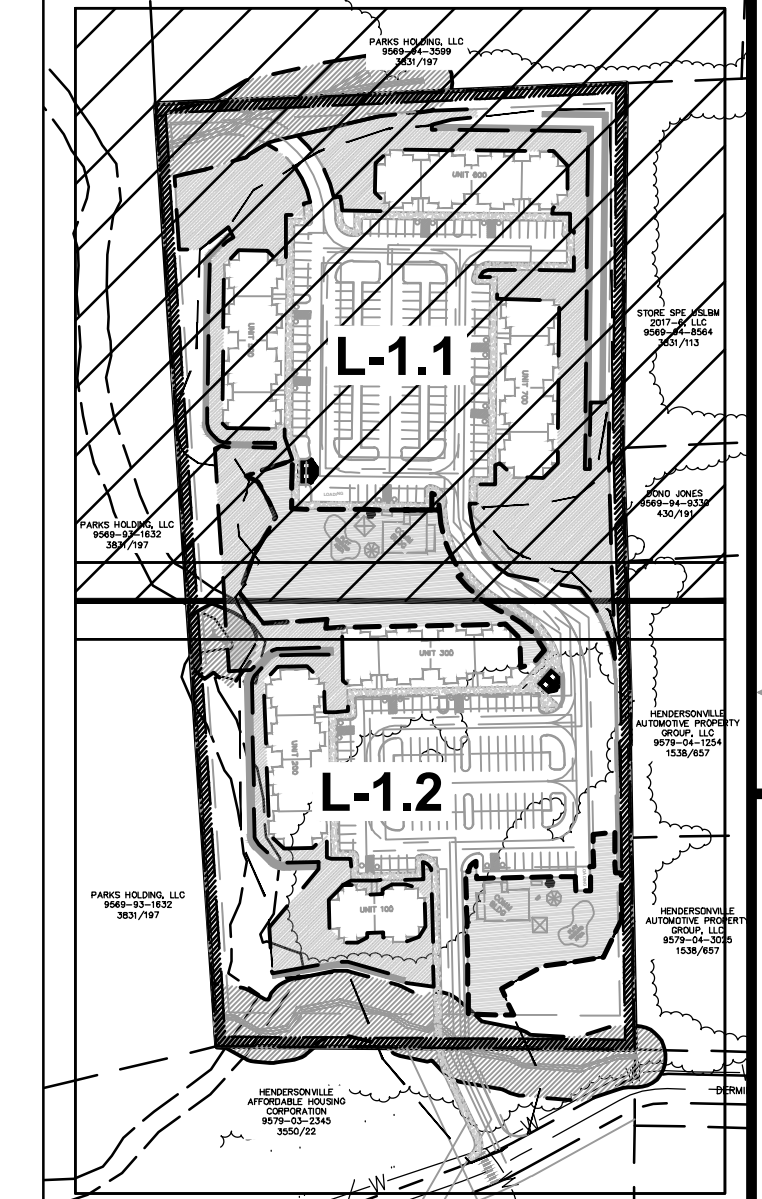 PARKS HOLDING, LLC
9569-94-3599
3831/197
STORE SPE USLBM
2017-6, LLC
9569-94-8564
3831/113
UNIT 700
L-1.1
DONO JONES
9569-94-9330
430/191
PARKS HOLDING, LLC
9569-93-1632
3831/197
UNIT 300
HENDERSONVILLE
AUTOMOTIVE PROPERTY
GROUP, LLC
9579-04-1254
1538/657
UNIT 200
L-1.2
PARKS HOLDING, LLC
9569-93-1632
3831/197
UNIT 100
HENDERSONVILLE
AUTOMOTIVE PROPERTY
GROUP, LLC
9579-04-3025
1538/657
HENDERSONVILLE
AFFORDABLE HOUSING
CORPORATION
9579-03-2345
3550/22
DERMI
W
W